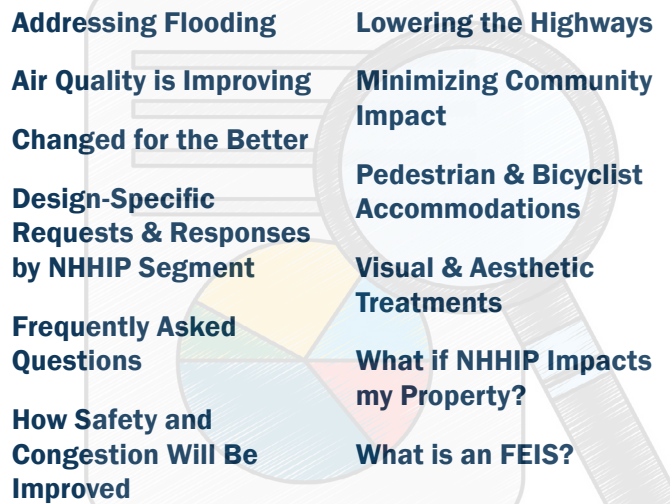 Addressing Flooding
Air Quality is Improving
Changed for the Better
Design-Specific
Requests & Responses
by NHHIP Segment
Frequently Asked
Questions
How Safety and
Congestion Will Be
Improved
Lowering the Highways
Minimizing Community
Impact
Pedestrian & Bicyclist
Accommodations
Visual & Aesthetic
Treatments
What if NHHIP Impacts
my Property?
What is an FEIS?